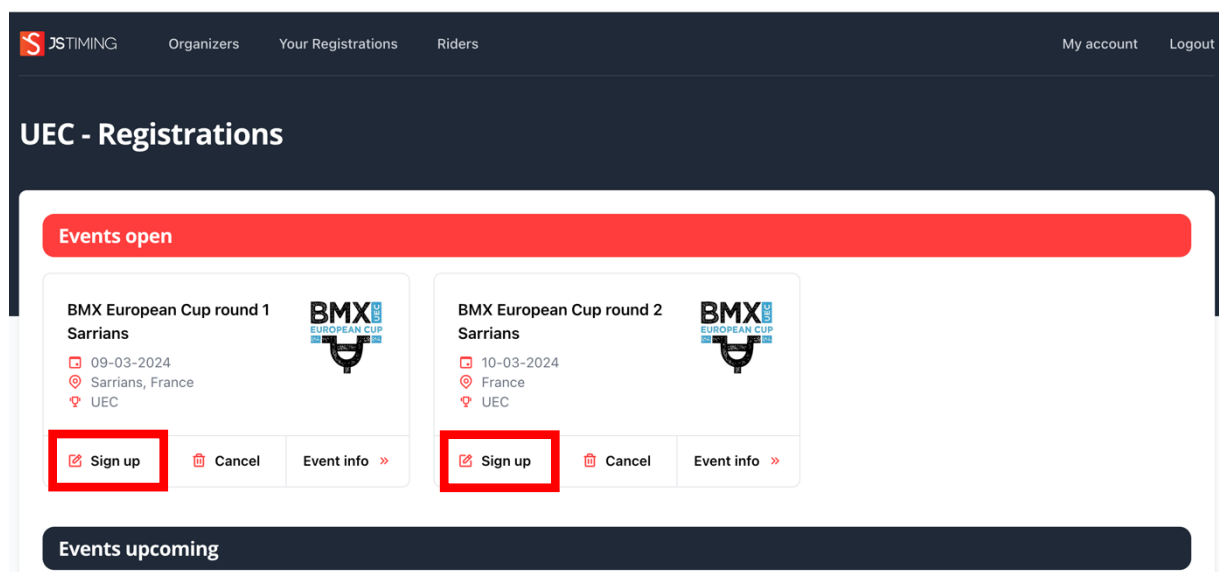 JSTIMING Organizers Your Registrations Riders My account Logout
UEC - Registrations
Events open
BMX European Cup round 1
Sarrians
09-03-2024
Sarrians, France
UEC
BMX UEC
EUROPEAN CUP
Sign up Cancel Event info »
BMX European Cup round 2
Sarrians
10-03-2024
France
UEC
BMX UEC
EUROPEAN CUP
Sign up Cancel Event info »
Events upcoming